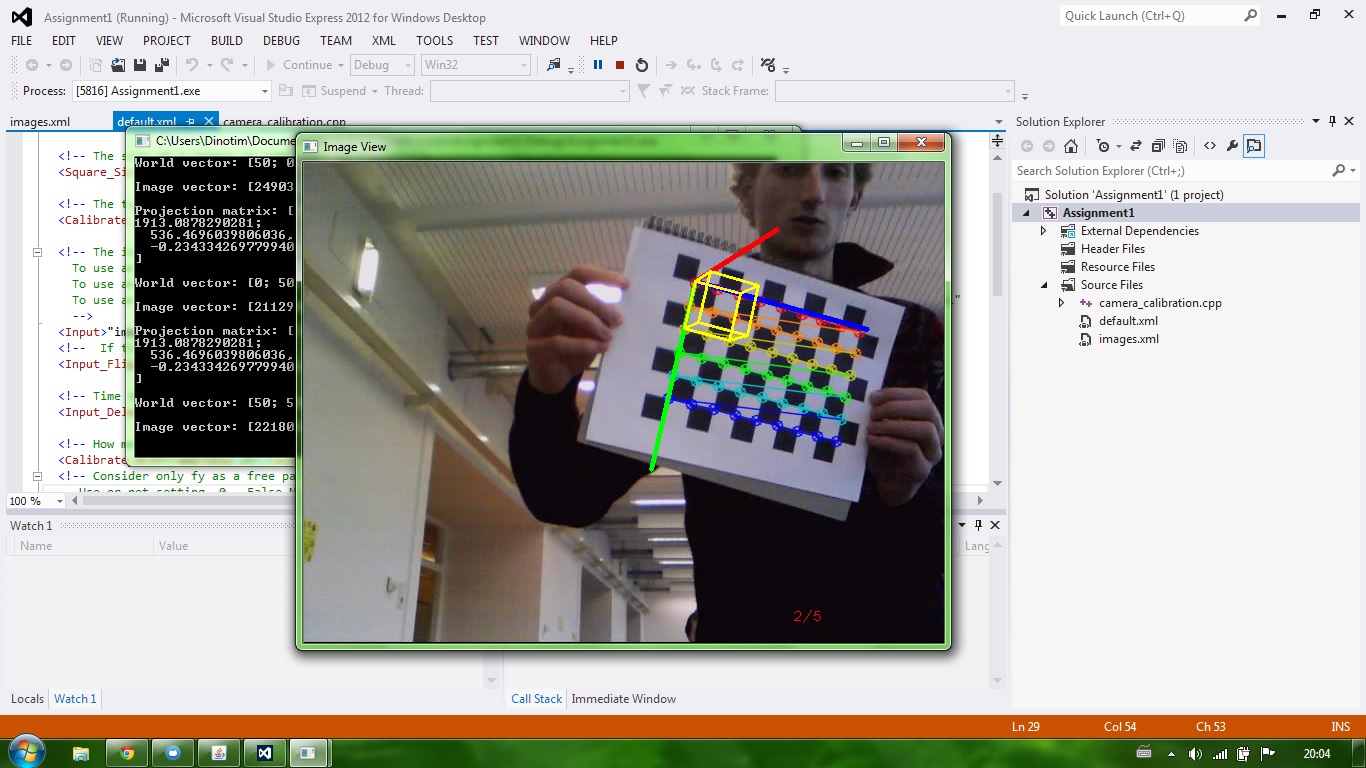 Assignment1 (Running) - Microsoft Visual Studio Express 2012 for Windows Desktop
Quick Launch (Ctrl+Q)
FILE EDIT VIEW PROJECT BUILD DEBUG TEAM XML TOOLS TEST WINDOW HELP
Continue Debug Win32
Process: [5816] Assignment1.exe Suspend Thread: Stack Frame:
images.xml default.xml camera_calibration.cpp
<!-- The s
<Square_Si
<!-- The t
<Calibrate
<!-- The i
To use a
To use a
To use a
-->
<Input>"im
<!-- If t
<Input_Fli
<!-- Time
<Input_Del
<!-- How m
<Calibrate
<!-- Consider only fy as a free pa
100 %
C:\Users\Dinotim\Docume
World vector: [50; 0
Image vector: [24903
Projection matrix: [
1913.0878290281;
536.4696039806036,
-0.234334269779940
]
World vector: [0; 50
Image vector: [21129
Projection matrix: [
1913.0878290281;
536.4696039806036,
-0.234334269779940
]
World vector: [50; 5
Image vector: [22180
Image View
2/5
Solution Explorer
Search Solution Explorer (Ctrl+;)
Solution 'Assignment1' (1 project)
Assignment1
External Dependencies
Header Files
Resource Files
Source Files
camera_calibration.cpp
default.xml
images.xml
Watch 1
Name Value
Lang
Locals Watch 1
Call Stack Immediate Window
Ln 29 Col 54 Ch 53 INS
20:04